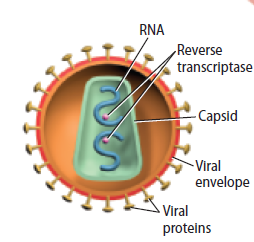 RNA
Reverse
transcriptase
Capsid
Viral
envelope
Viral
proteins